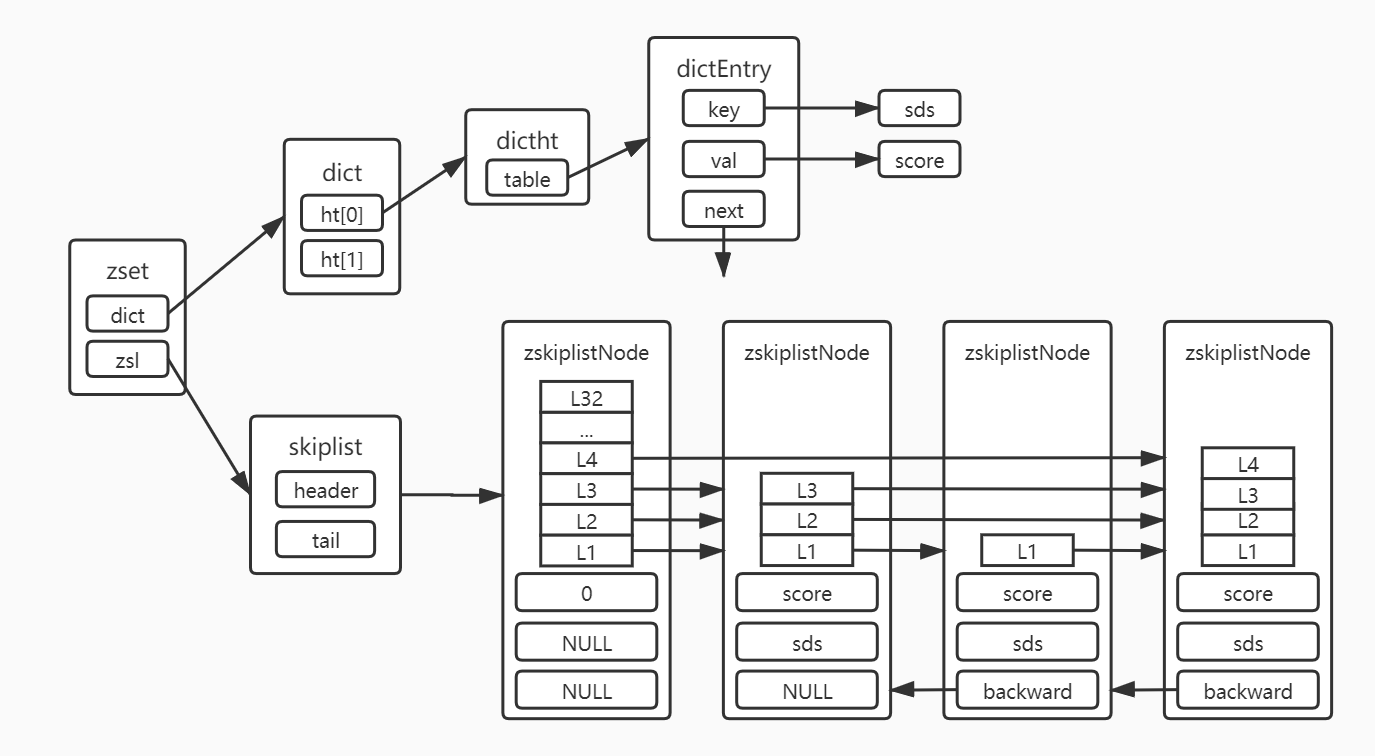 dictEntry
key
sds
val
score
next
dictht
table
dict
ht[0]
ht[1]
zset
dict
zsl
skiplist
header
tail
zskiplistNode
L32
...
L4
L3
L2
L1
0
NULL
NULL
zskiplistNode
L3
L2
L1
score
sds
NULL
zskiplistNode
L1
score
sds
backward
zskiplistNode
L4
L3
L2
L1
score
sds
backward